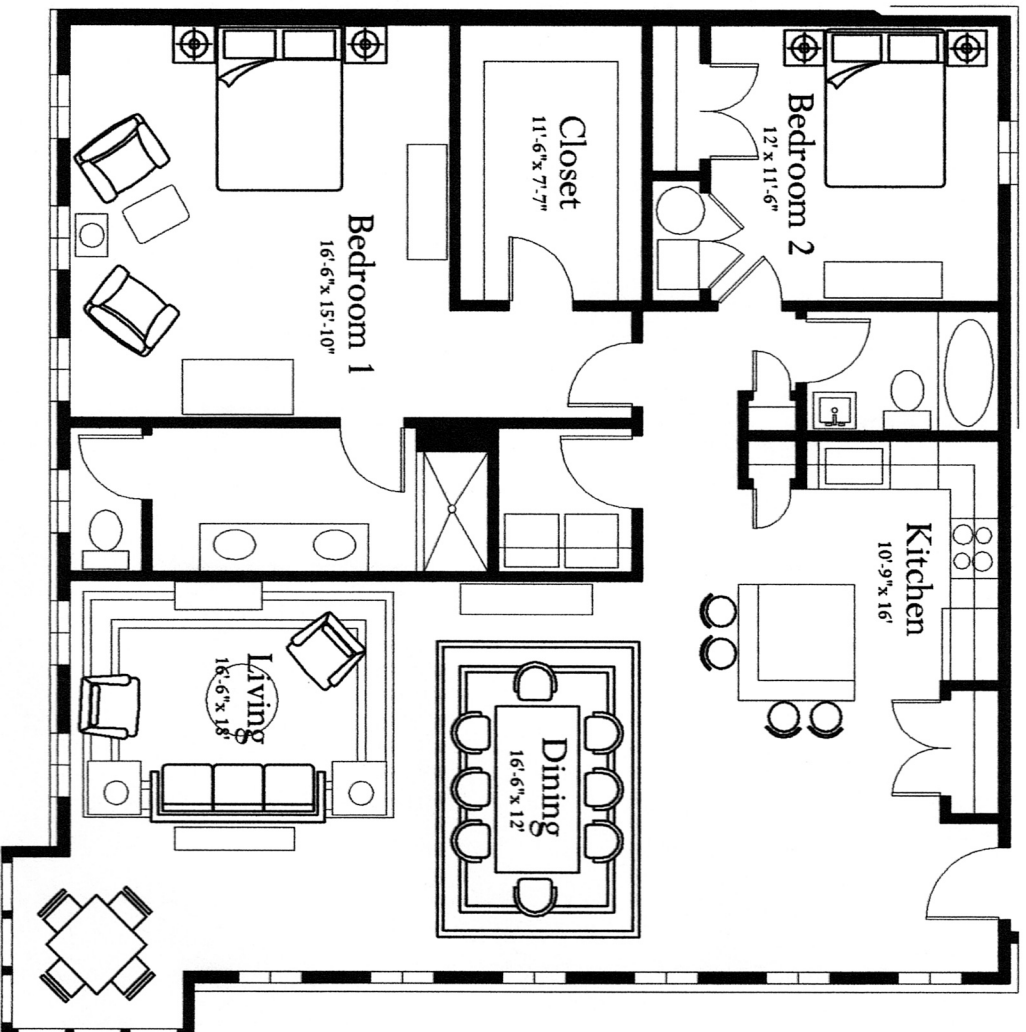 Bedroom 1
16'-6"x 15'-10"
Closet
11'-6"x 7'-7"
Bedroom 2
12' x 11'-6"
Kitchen
10'-9"x 16'
Living
16'-6"x 18'
Dining
16'-6"x 12'